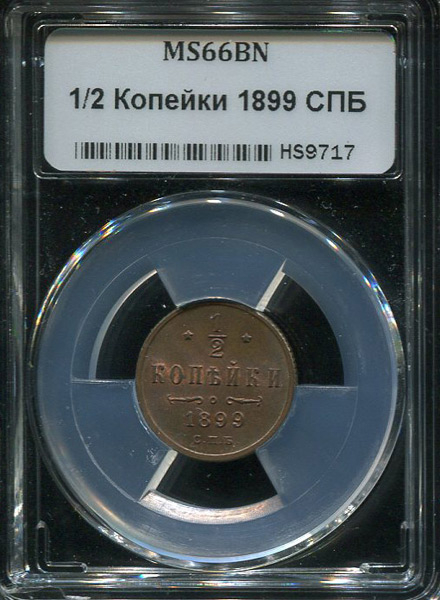 MS66BN
1/2 Копейки 1899 СПБ
HS9717
1
2
КОПѢЙКИ
1899
С.П.Б.